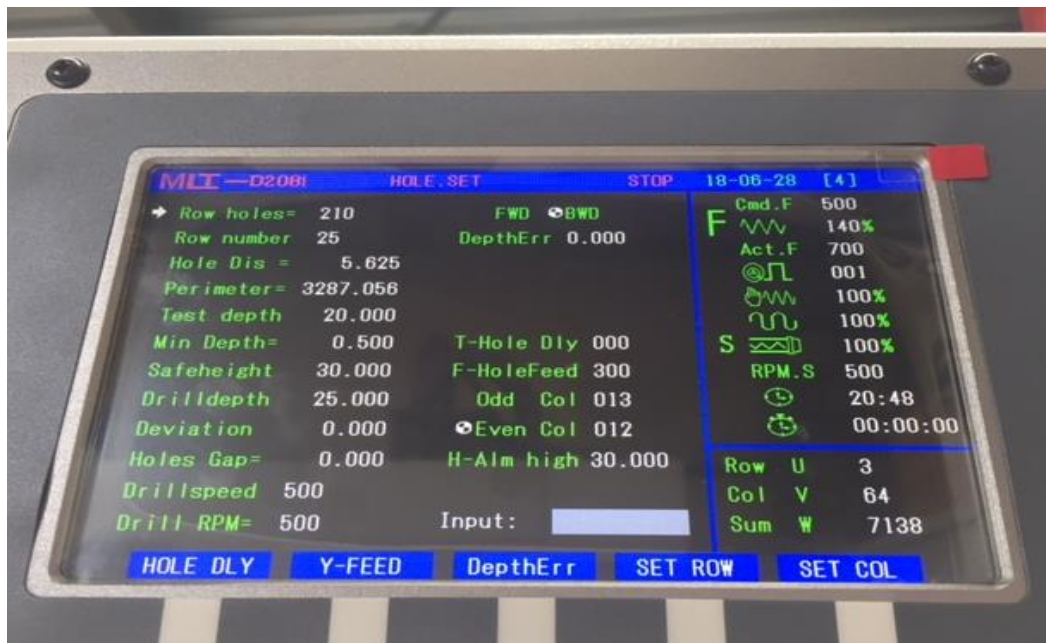 MLT—D208I HOLE.SET STOP 18-06-28 [4]
Row holes= 210 FWD BWD
Row number 25 DepthErr 0.000
Hole Dis = 5.625
Perimeter= 3287.056
Test depth 20.000
Min Depth= 0.500 T-Hole Dly 000
Safeheight 30.000 F-HoleFeed 300
Drilldepth 25.000 Odd Col 013
Deviation 0.000 Even Col 012
Holes Gap= 0.000 H-Alm high 30.000
Drillspeed 500
Drill RPM= 500 Input:
F Cmd.F 500
140%
Act.F 700
001
100%
100%
S 100%
RPM.S 500
20:48
00:00:00
Row U 3
Col V 64
Sum W 7138
HOLE DLY Y-FEED DepthErr SET ROW SET COL